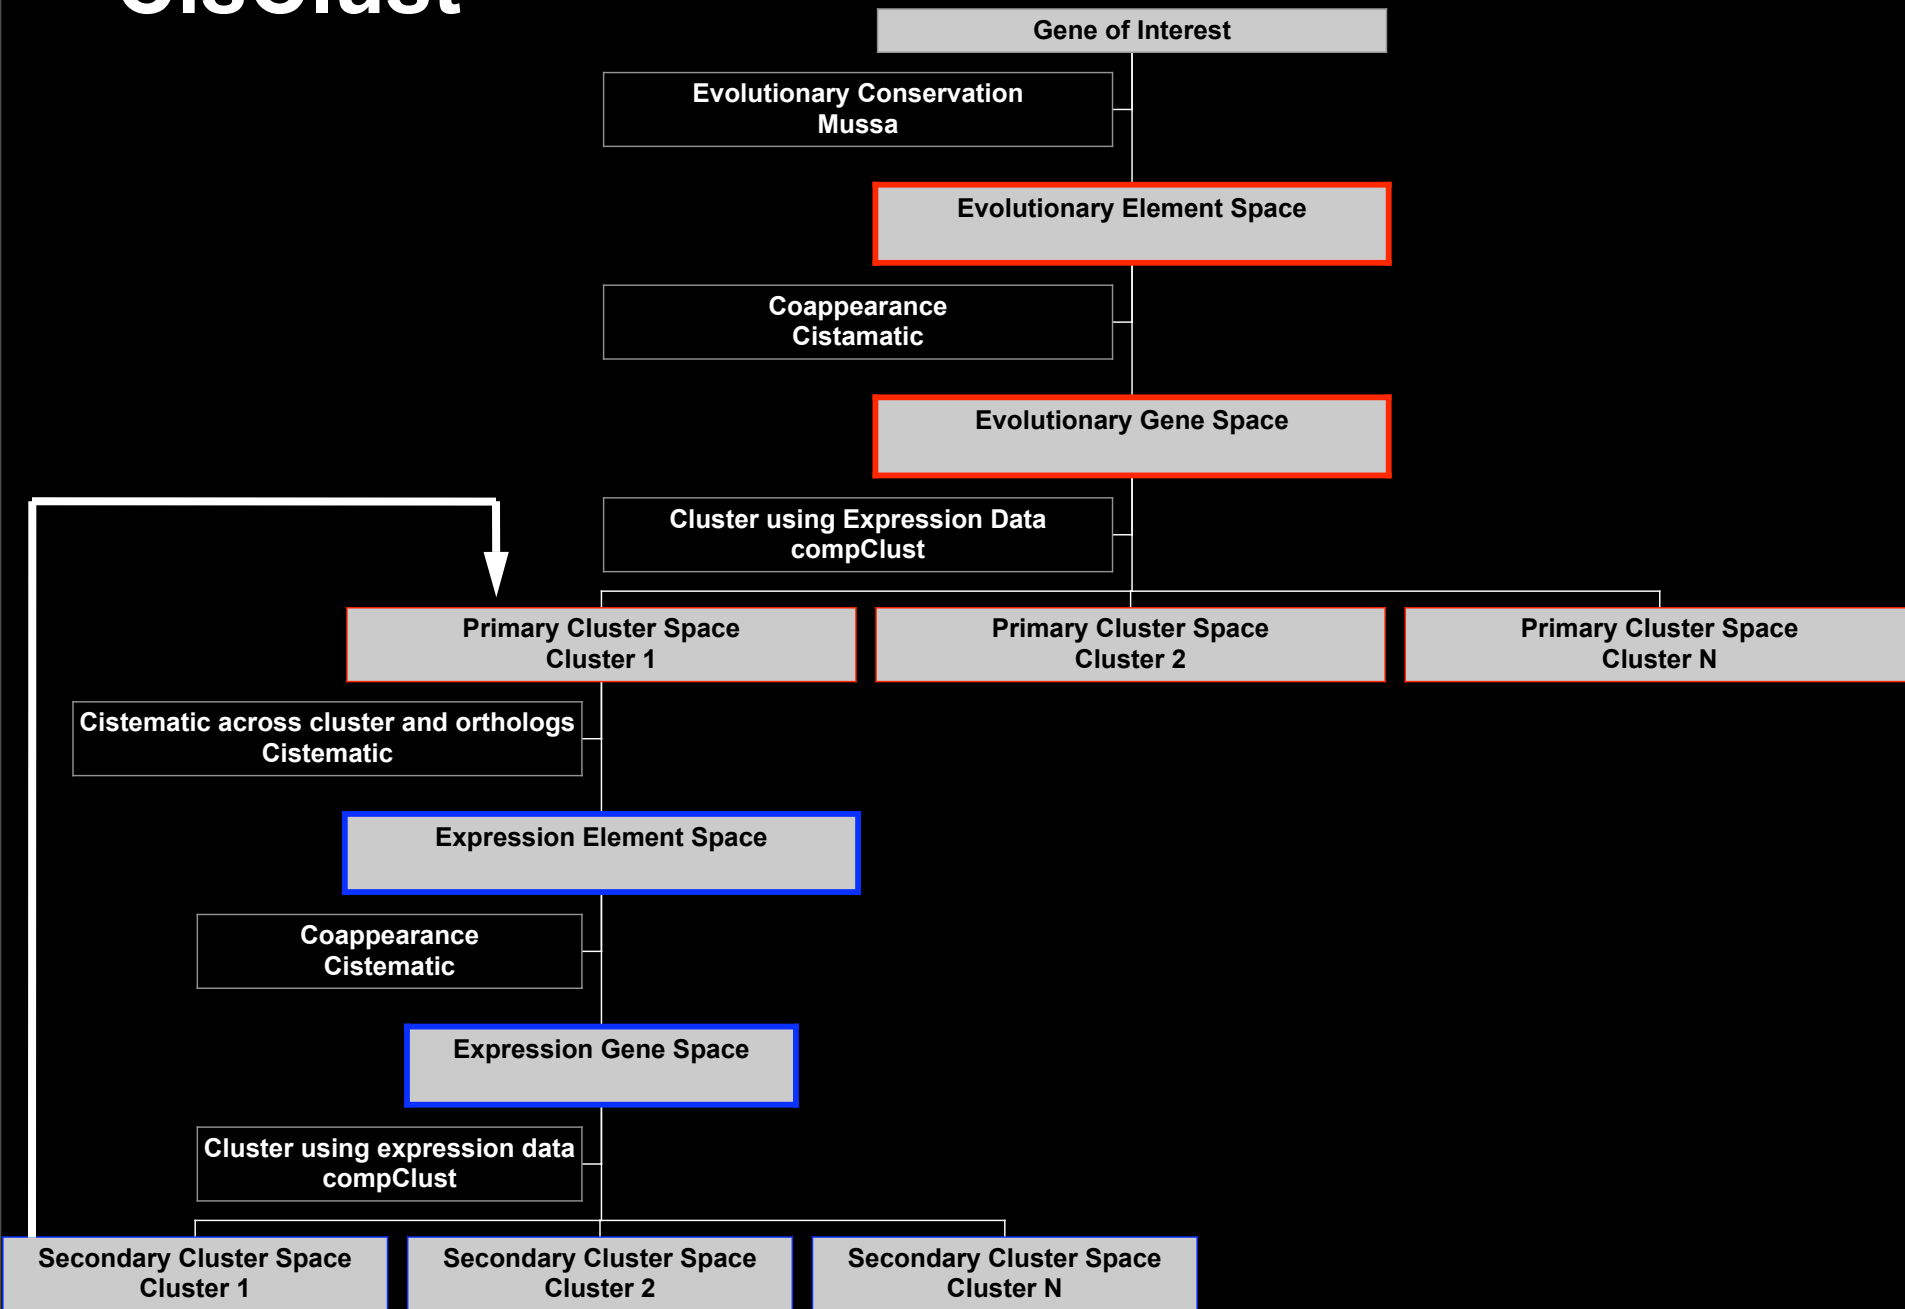 CisClust
Gene of Interest
Evolutionary Conservation
Mussa
Evolutionary Element Space
Coappearance
Cistamatic
Evolutionary Gene Space
Cluster using Expression Data
compClust
Primary Cluster Space
Cluster 1
Primary Cluster Space
Cluster 2
Primary Cluster Space
Cluster N
Cistematic across cluster and orthologs
Cistematic
Expression Element Space
Coappearance
Cistematic
Expression Gene Space
Cluster using expression data
compClust
Secondary Cluster Space
Cluster 1
Secondary Cluster Space
Cluster 2
Secondary Cluster Space
Cluster N